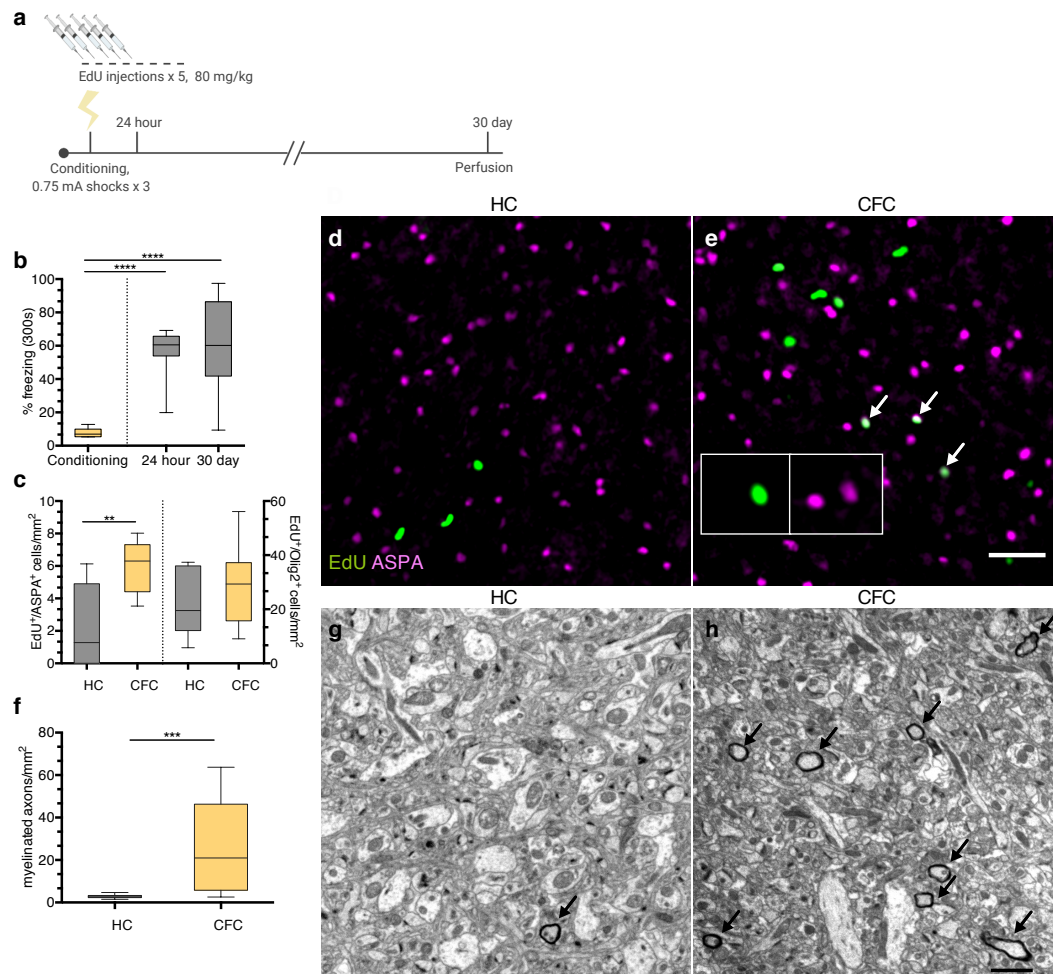 a
EdU injections x 5, 80 mg/kg
24 hour
30 day
Conditioning,
0.75 mA shocks x 3
Perfusion
HC
CFC
b
****
****
% freezing (300s)
100
80
60
40
20
0
Conditioning
24 hour
30 day
d
e
EdU ASPA
c
**
EdU⁺/ASPA⁺ cells/mm²
10
8
6
4
2
0
60
40
20
0
EdU⁺/Olig2⁺ cells/mm²
HC
CFC
HC
CFC
HC
CFC
f
***
myelinated axons/mm²
80
60
40
20
0
HC
CFC
g
h